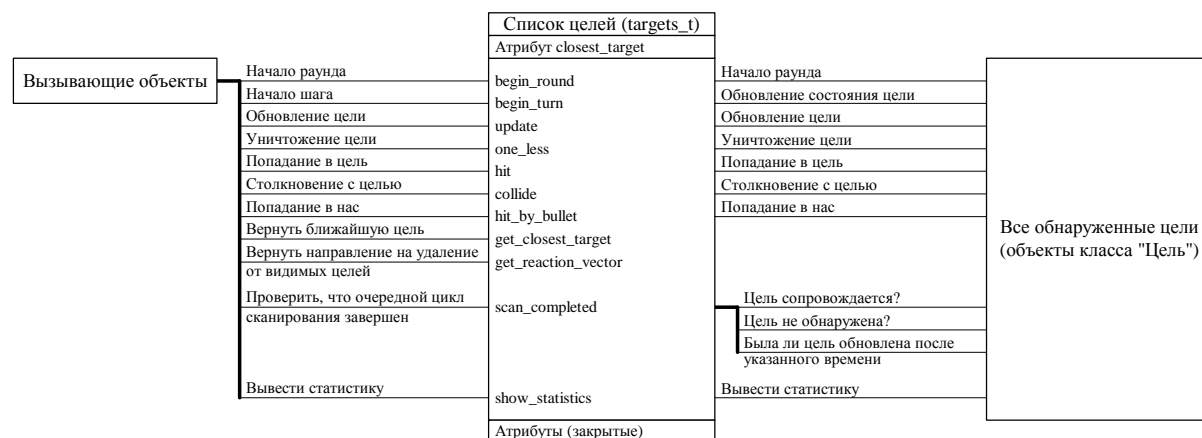 Список целей (targets_t)
Атрибут closest_target
Вызывающие объекты
Начало раунда
begin_round
Начало раунда
Начало шага
begin_turn
Обновление состояния цели
Обновление цели
update
Обновление цели
Уничтожение цели
one_less
Уничтожение цели
Попадание в цель
hit
Попадание в цель
Столкновение с целью
collide
Столкновение с целью
Попадание в нас
hit_by_bullet
Попадание в нас
Вернуть ближайшую цель
get_closest_target
Вернуть направление на удаление
от видимых целей
get_reaction_vector
Все обнаруженные цели
(объекты класса "Цель")
Проверить, что очередной цикл
сканирования завершен
scan_completed
Цель сопровождается?
Цель не обнаружена?
Была ли цель обновлена после
указанного времени
Вывести статистику
show_statistics
Вывести статистику
Атрибуты (закрытые)